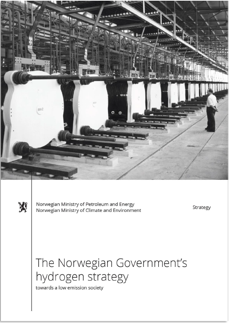 Norwegian Ministry of Petroleum and Energy
Norwegian Ministry of Climate and Environment
Strategy
The Norwegian Government's
hydrogen strategy
towards a low emission society